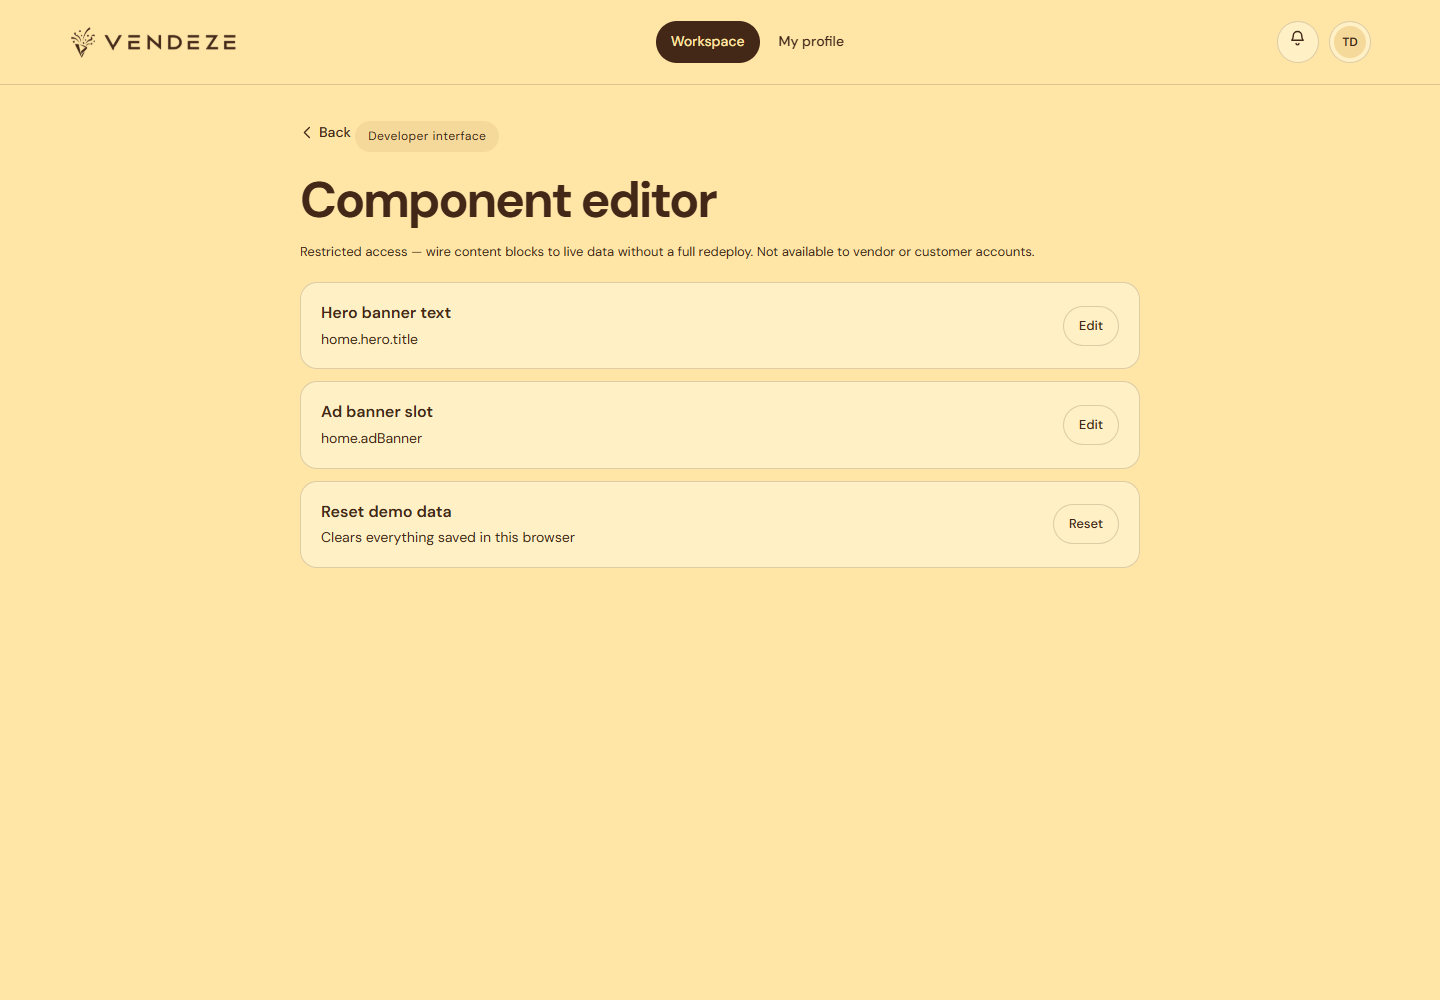 VENDEZE
Workspace
My profile
TD
Back
Developer interface
Component editor
Restricted access — wire content blocks to live data without a full redeploy. Not available to vendor or customer accounts.
Hero banner text
home.hero.title
Edit
Ad banner slot
home.adBanner
Edit
Reset demo data
Clears everything saved in this browser
Reset